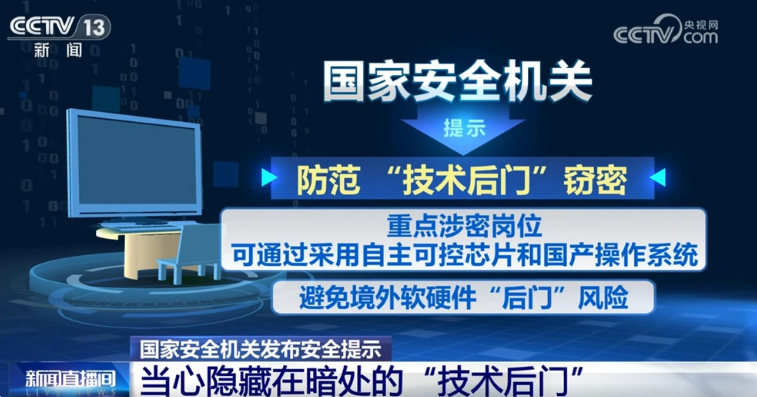 CCTV 13
新闻
央视网
CCTV.com
国家安全机关
提示
防范 “技术后门”窃密
重点涉密岗位
可通过采用自主可控芯片和国产操作系统
避免境外软硬件“后门”风险
国家安全机关发布安全提示
新闻直播间
当心隐藏在暗处的“技术后门”